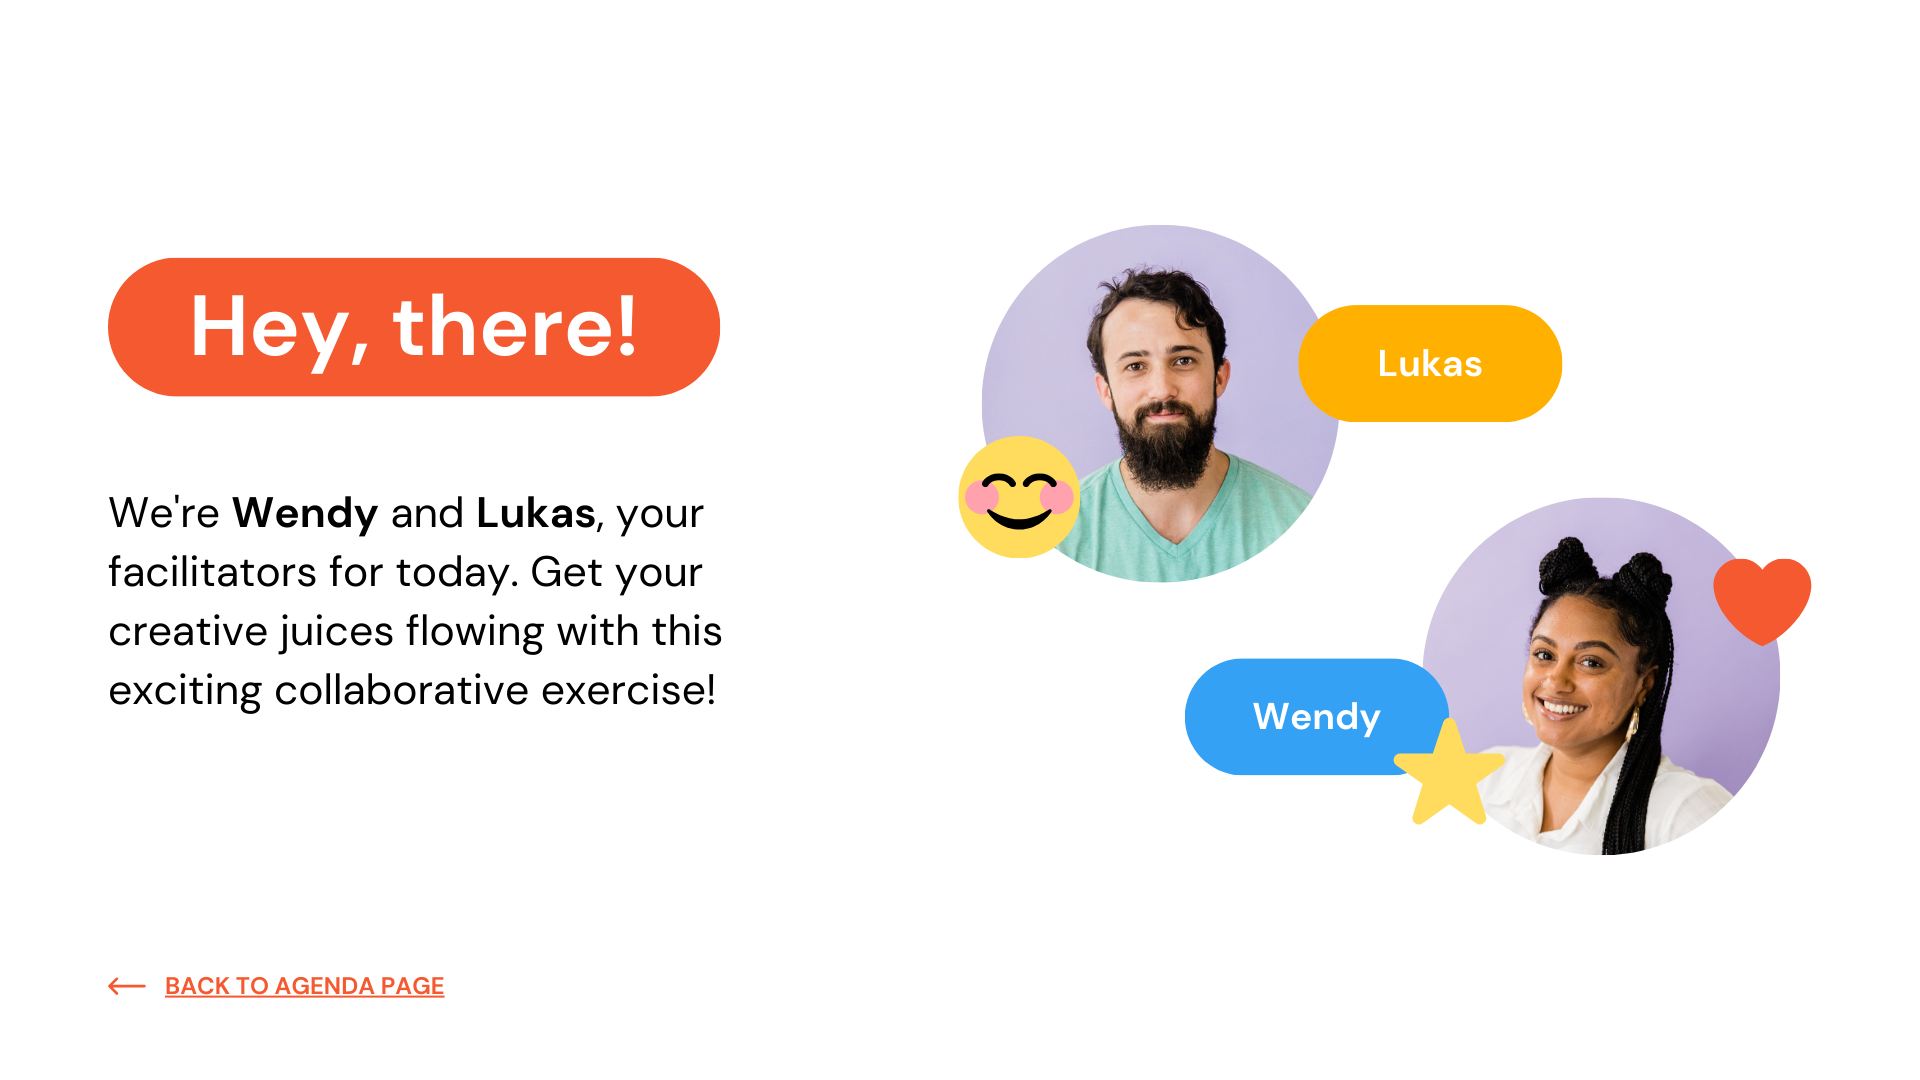 Hey, there!
We're Wendy and Lukas, your
facilitators for today. Get your
creative juices flowing with this
exciting collaborative exercise!
Lukas
Wendy
BACK TO AGENDA PAGE